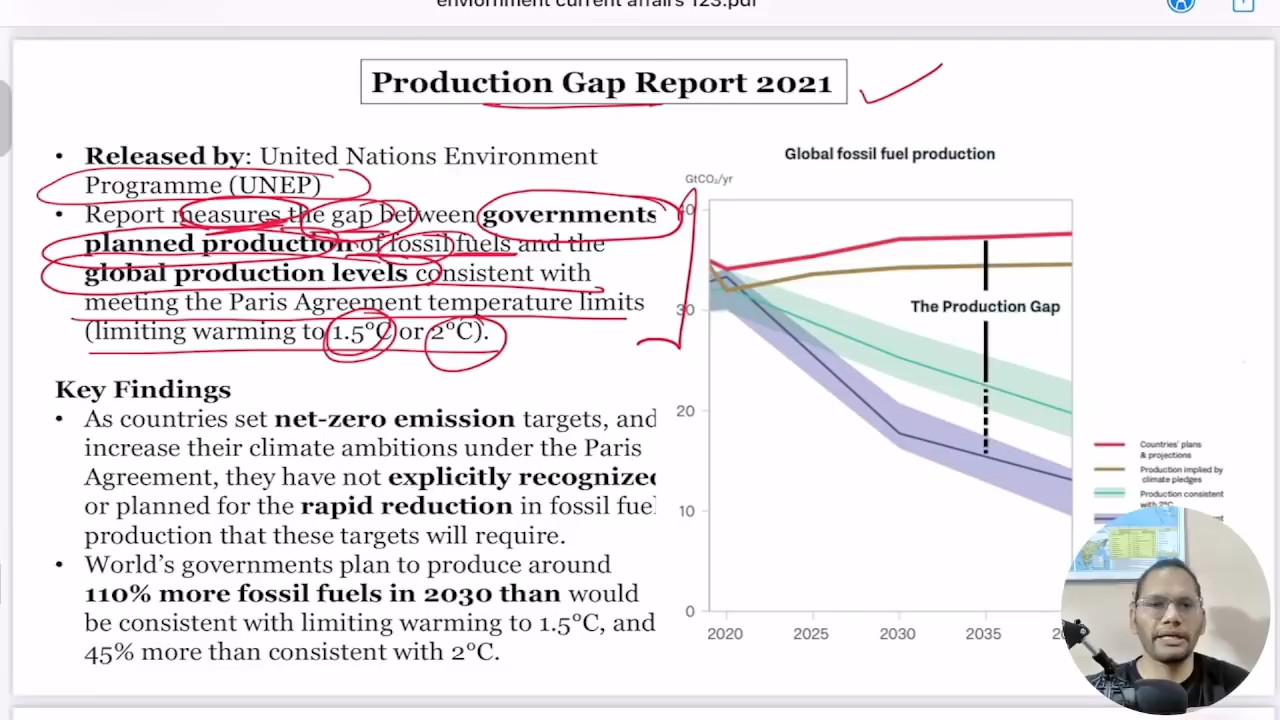 enviornment current affairs 123.pdf
Production Gap Report 2021
• Released by: United Nations Environment
Programme (UNEP)
• Report measures the gap between governments
planned production of fossil fuels and the
global production levels consistent with
meeting the Paris Agreement temperature limits
(limiting warming to 1.5°C or 2°C).
Key Findings
• As countries set net-zero emission targets, and
increase their climate ambitions under the Paris
Agreement, they have not explicitly recognized
or planned for the rapid reduction in fossil fuel
production that these targets will require.
• World's governments plan to produce around
110% more fossil fuels in 2030 than would
be consistent with limiting warming to 1.5°C, and
45% more than consistent with 2°C.
Global fossil fuel production
GtCO₂/yr
30
20
10
0
The Production Gap
2020 2025 2030 2035
Countries' plans
& projections
Production implied by
climate pledges
Production consistent
with 2°C